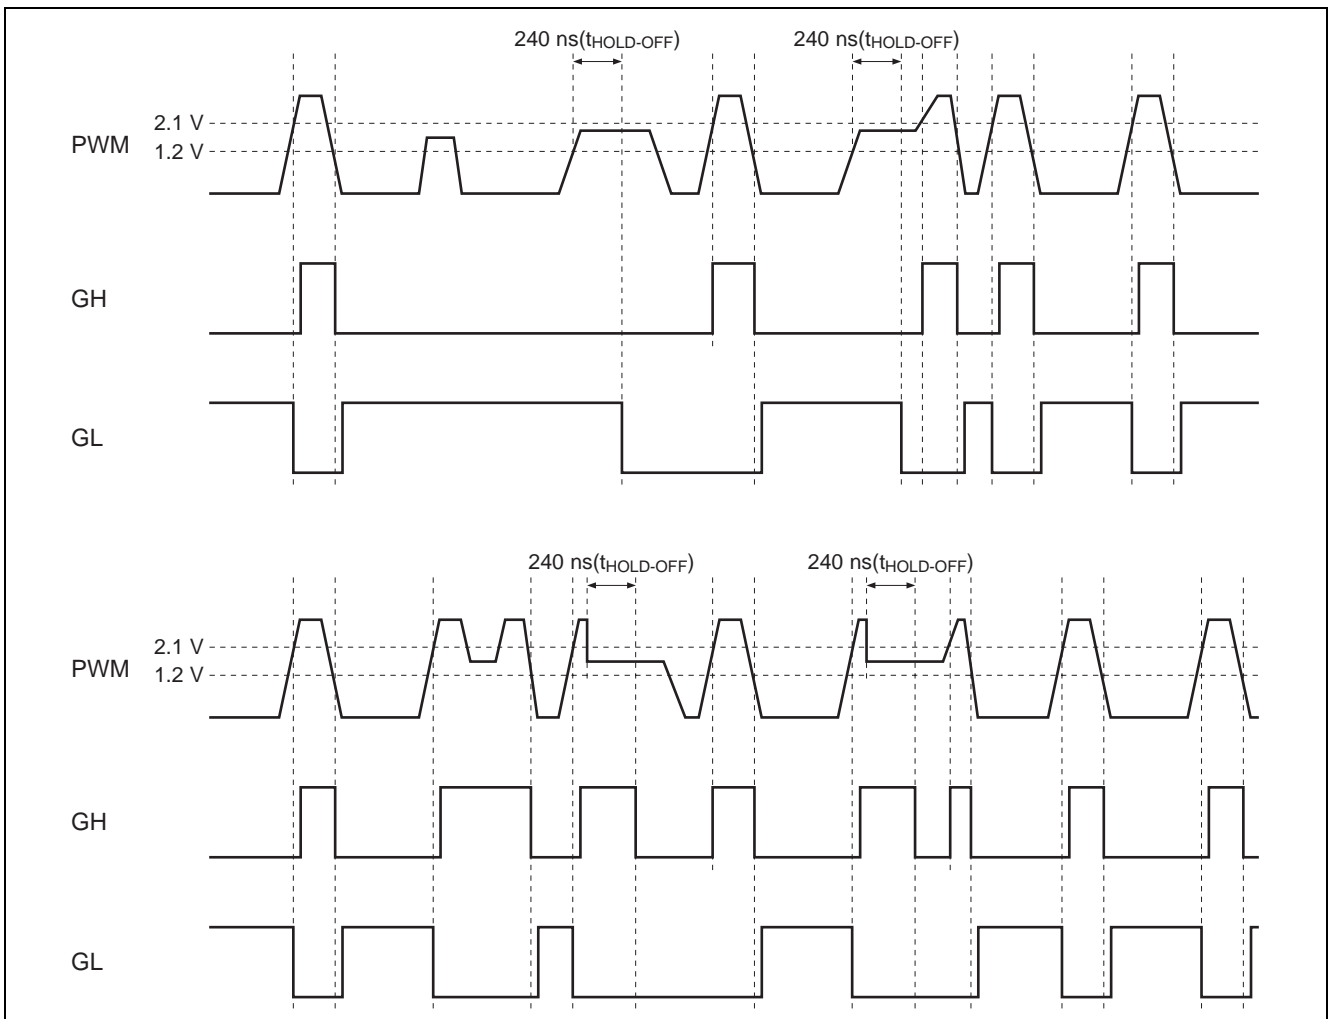 240 ns(tHOLD-OFF) 240 ns(tHOLD-OFF)
2.1 V
PWM
1.2 V
GH
GL
240 ns(tHOLD-OFF) 240 ns(tHOLD-OFF)
2.1 V
PWM
1.2 V
GH
GL